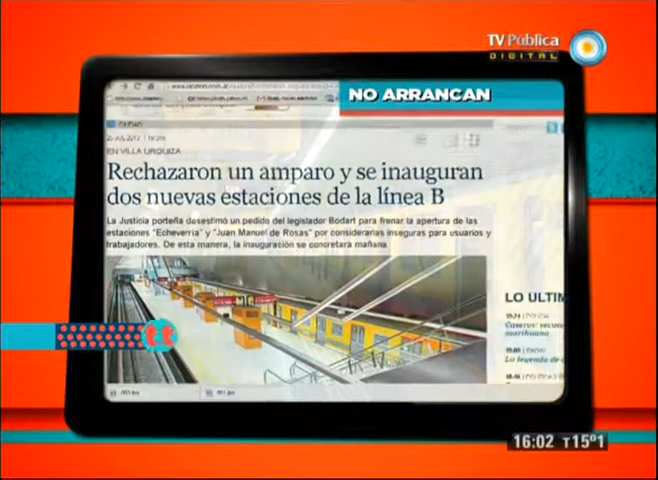 TV Pública
DIGITAL
NO ARRANCAN
CIUDAD
EN VILLA URQUIZA
Rechazaron un amparo y se inauguran
dos nuevas estaciones de la línea B
La Justicia porteña desestimó un pedido del legislador Bodart para frenar la apertura de las
estaciones "Echeverría" y "Juan Manuel de Rosas" por considerarlas inseguras para usuarios y
trabajadores. De esta manera, la inauguración se concretará mañana
LO ULTIM
tt
16:02 T15°1